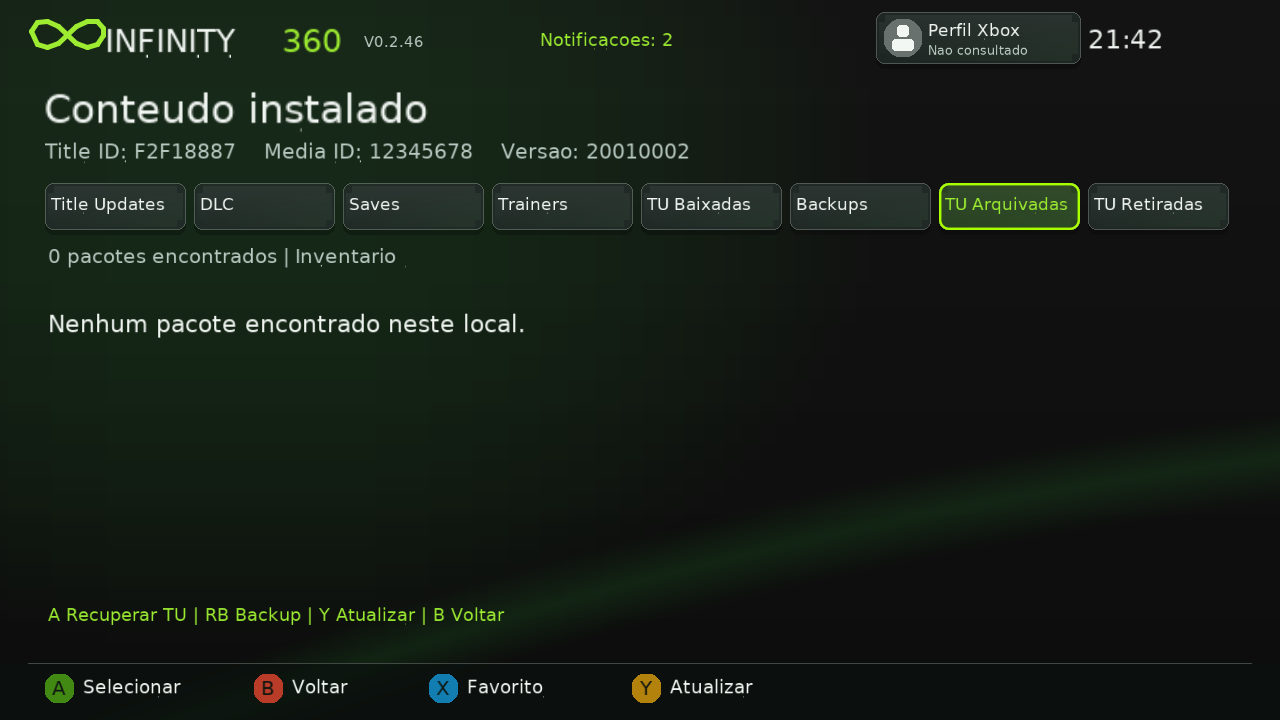 INFINITY 360 V0.2.46 Notificacoes: 2 Perfil Xbox 21:42
Nao consultado
Conteudo instalado
Title ID: F2F18887 Media ID: 12345678 Versao: 20010002
Title Updates DLC Saves Trainers TU Baixadas Backups TU Arquivadas TU Retiradas
0 pacotes encontrados | Inventario
Nenhum pacote encontrado neste local.
A Recuperar TU | RB Backup | Y Atualizar | B Voltar
A Selecionar B Voltar X Favorito Y Atualizar